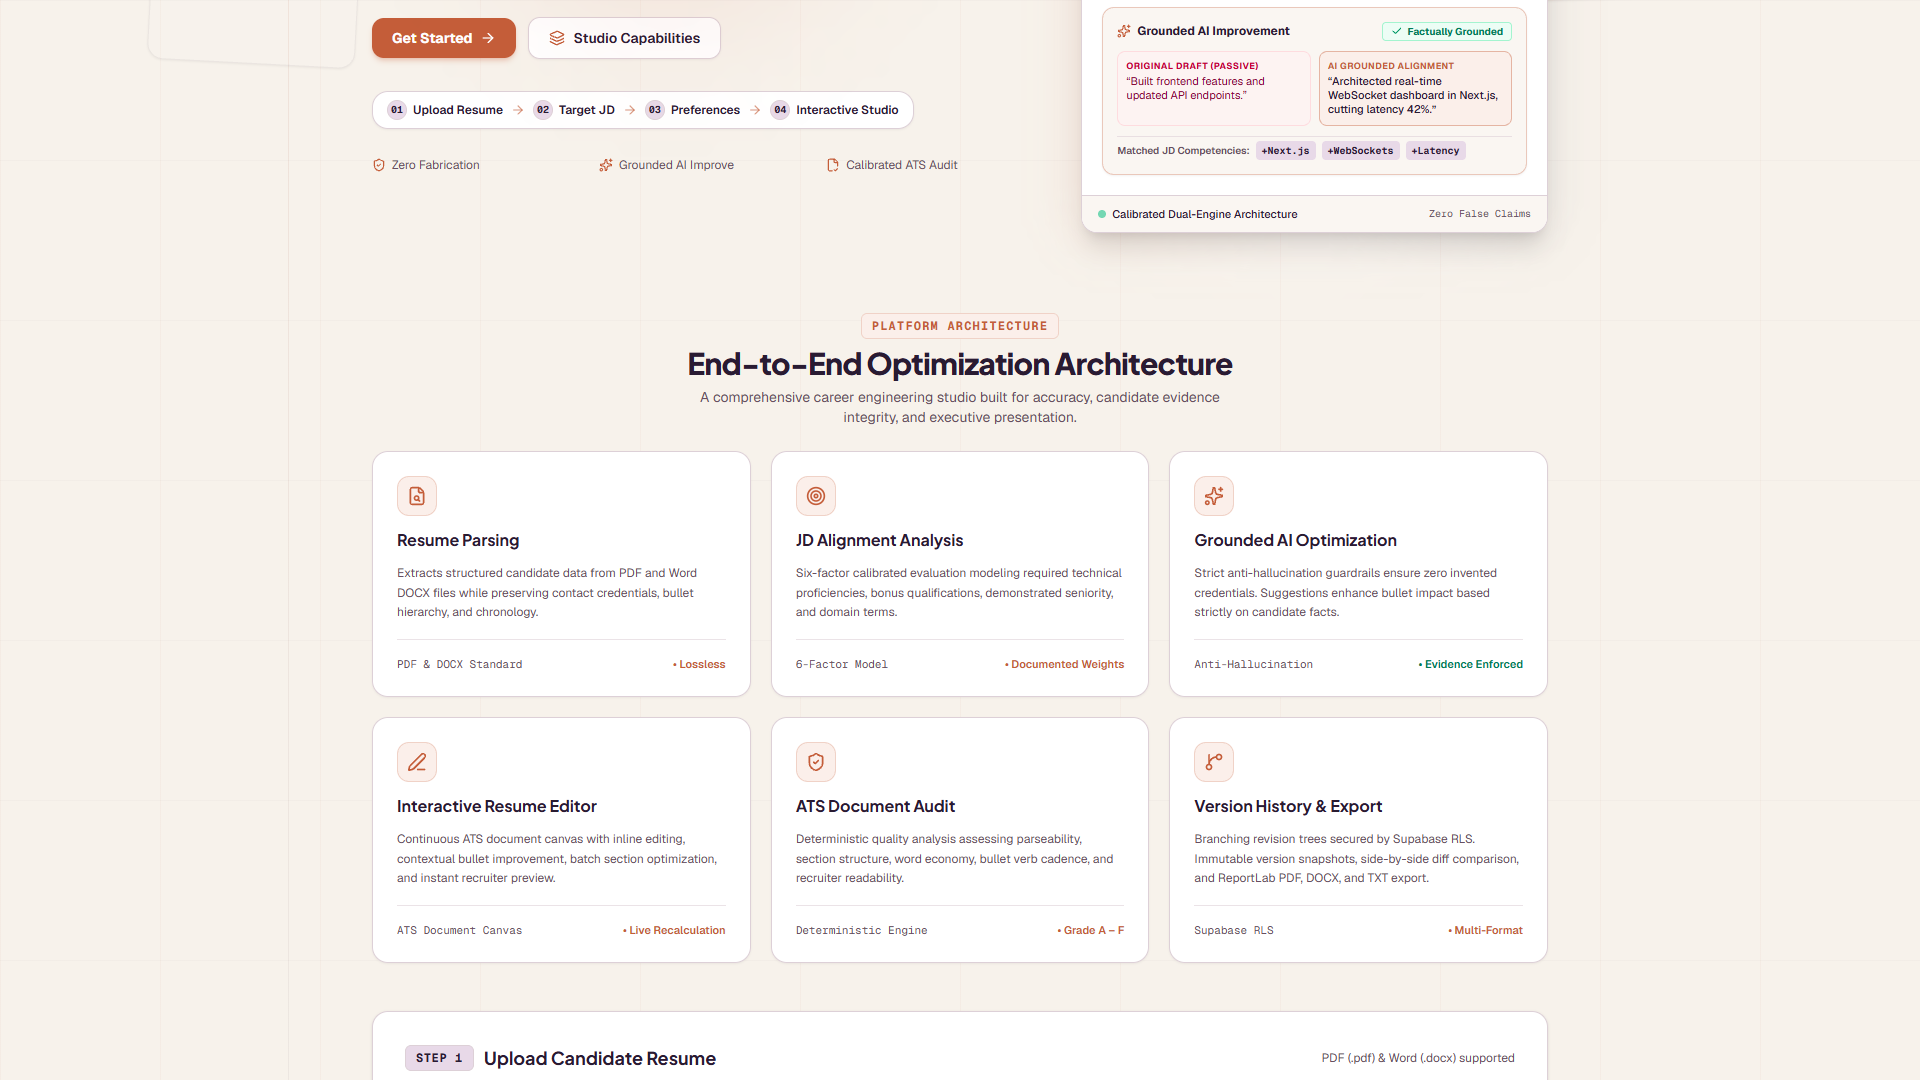 Get Started
Studio Capabilities
01 Upload Resume → 02 Target JD → 03 Preferences → 04 Interactive Studio
Zero Fabrication
Grounded AI Improve
Calibrated ATS Audit
Grounded AI Improvement
Factually Grounded
ORIGINAL DRAFT (PASSIVE)
“Built frontend features and
updated API endpoints.”
AI GROUNDED ALIGNMENT
“Architected real-time
WebSocket dashboard in Next.js,
cutting latency 42%.”
Matched JD Competencies: +Next.js +WebSockets +Latency
Calibrated Dual-Engine Architecture
Zero False Claims
PLATFORM ARCHITECTURE
End-to-End Optimization Architecture
A comprehensive career engineering studio built for accuracy, candidate evidence
integrity, and executive presentation.
Resume Parsing
Extracts structured candidate data from PDF and Word
DOCX files while preserving contact credentials, bullet
hierarchy, and chronology.
PDF & DOCX Standard
• Lossless
JD Alignment Analysis
Six-factor calibrated evaluation modeling required technical
proficiencies, bonus qualifications, demonstrated seniority,
and domain terms.
6-Factor Model
• Documented Weights
Grounded AI Optimization
Strict anti-hallucination guardrails ensure zero invented
credentials. Suggestions enhance bullet impact based
strictly on candidate facts.
Anti-Hallucination
• Evidence Enforced
Interactive Resume Editor
Continuous ATS document canvas with inline editing,
contextual bullet improvement, batch section optimization,
and instant recruiter preview.
ATS Document Canvas
• Live Recalculation
ATS Document Audit
Deterministic quality analysis assessing parseability,
section structure, word economy, bullet verb cadence, and
recruiter readability.
Deterministic Engine
• Grade A – F
Version History & Export
Branching revision trees secured by Supabase RLS.
Immutable version snapshots, side-by-side diff comparison,
and ReportLab PDF, DOCX, and TXT export.
Supabase RLS
• Multi-Format
STEP 1 Upload Candidate Resume
PDF (.pdf) & Word (.docx) supported